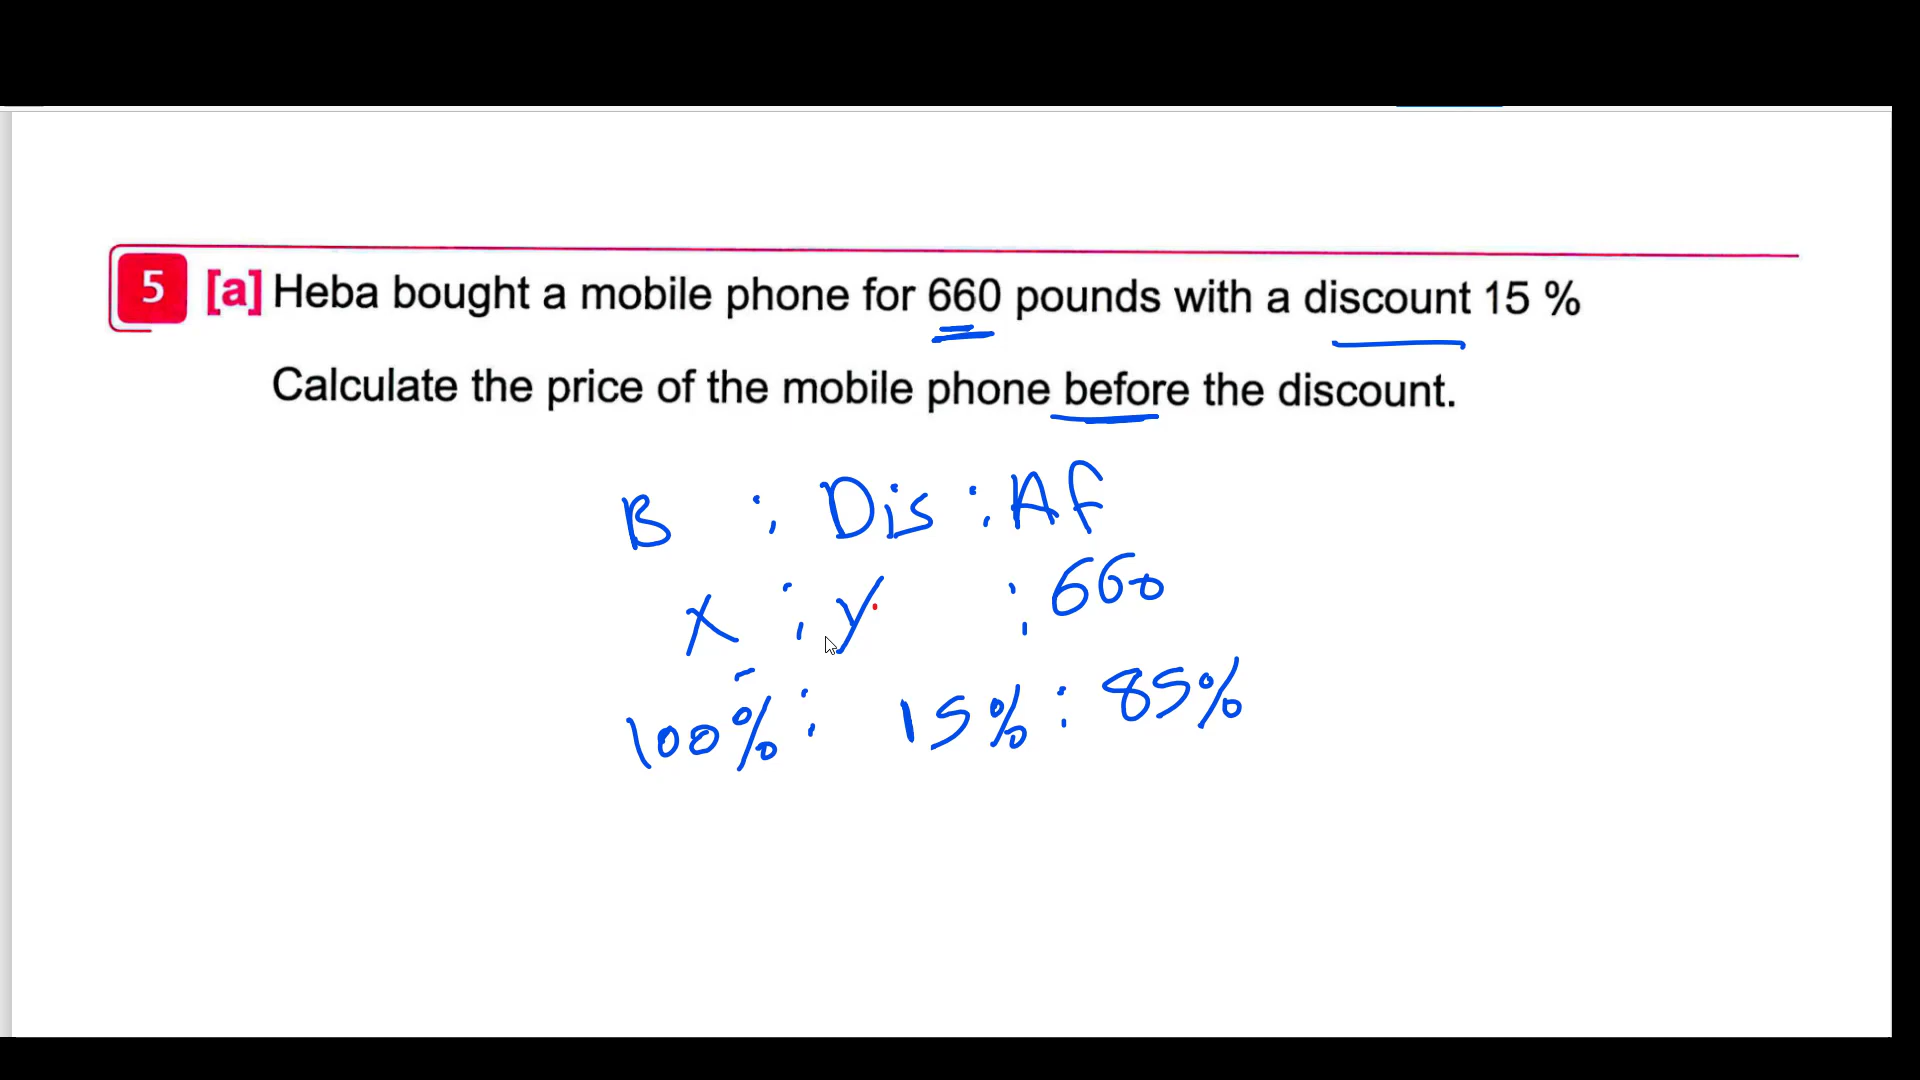 5 [a] Heba bought a mobile phone for 660 pounds with a discount 15 %
Calculate the price of the mobile phone before the discount.
B : Dis : Af
X : y : 660
100% : 15% : 85%